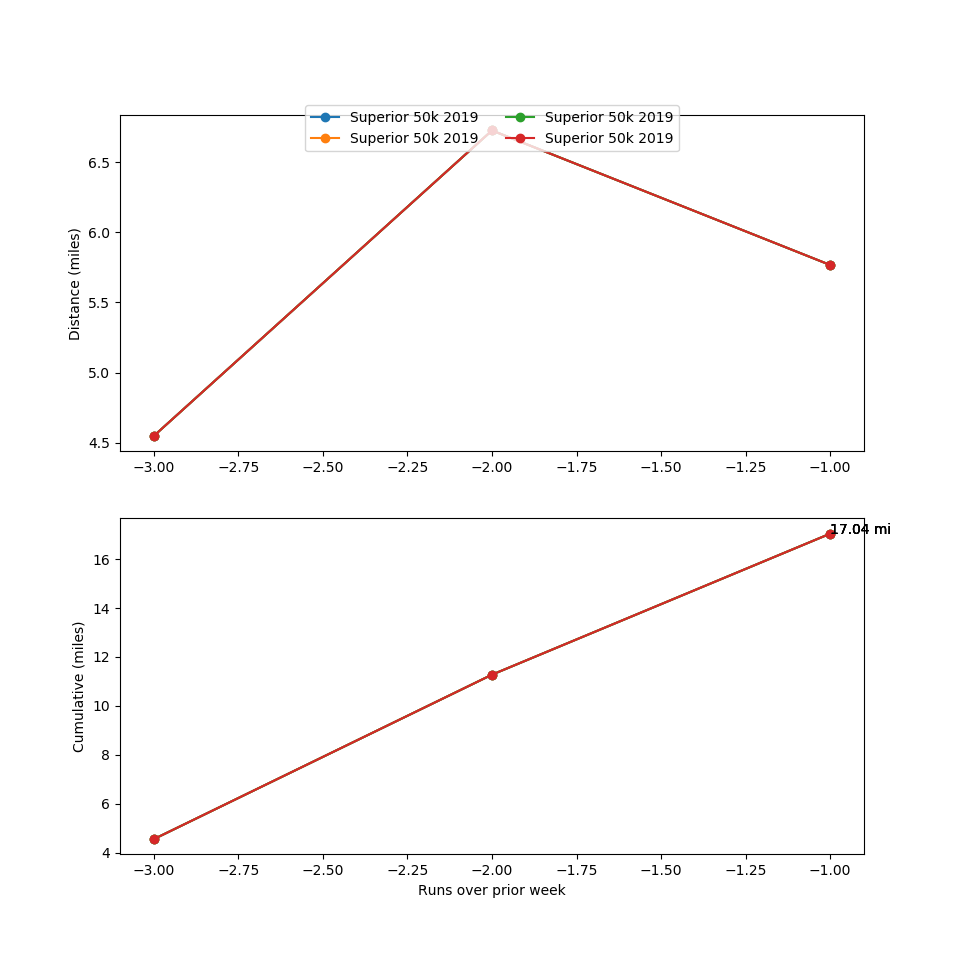 Superior 50k 2019 Superior 50k 2019
Superior 50k 2019 Superior 50k 2019
6.5
6.0
5.5
5.0
4.5
Distance (miles)
−3.00 −2.75 −2.50 −2.25 −2.00 −1.75 −1.50 −1.25 −1.00
17.04 mi
16
14
12
10
8
6
4
Cumulative (miles)
−3.00 −2.75 −2.50 −2.25 −2.00 −1.75 −1.50 −1.25 −1.00
Runs over prior week